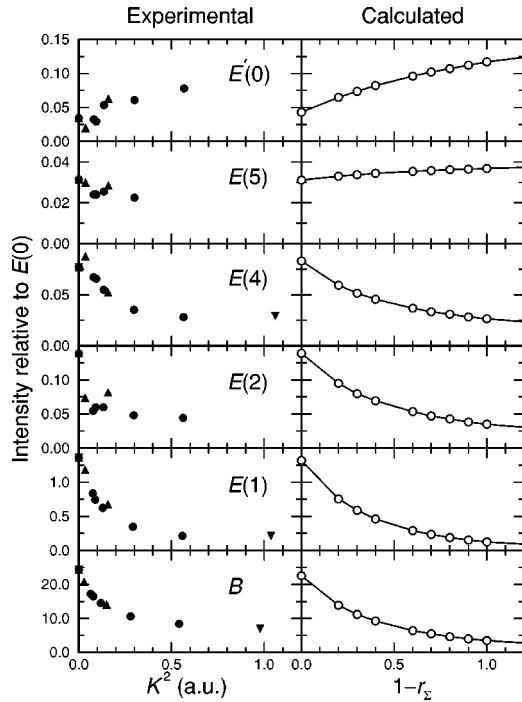 Experimental Calculated
Intensity relative to E(0)
0.15
0.10
0.05
0.00
E′(0)
0.04
0.02
0.00
E(5)
0.05
0.00
E(4)
0.10
0.05
0.00
E(2)
1.0
0.5
0.0
E(1)
20.0
10.0
0.0
B
0.0 0.5 1.0 0.0 0.5 1.0
K² (a.u.) 1−r_Σ